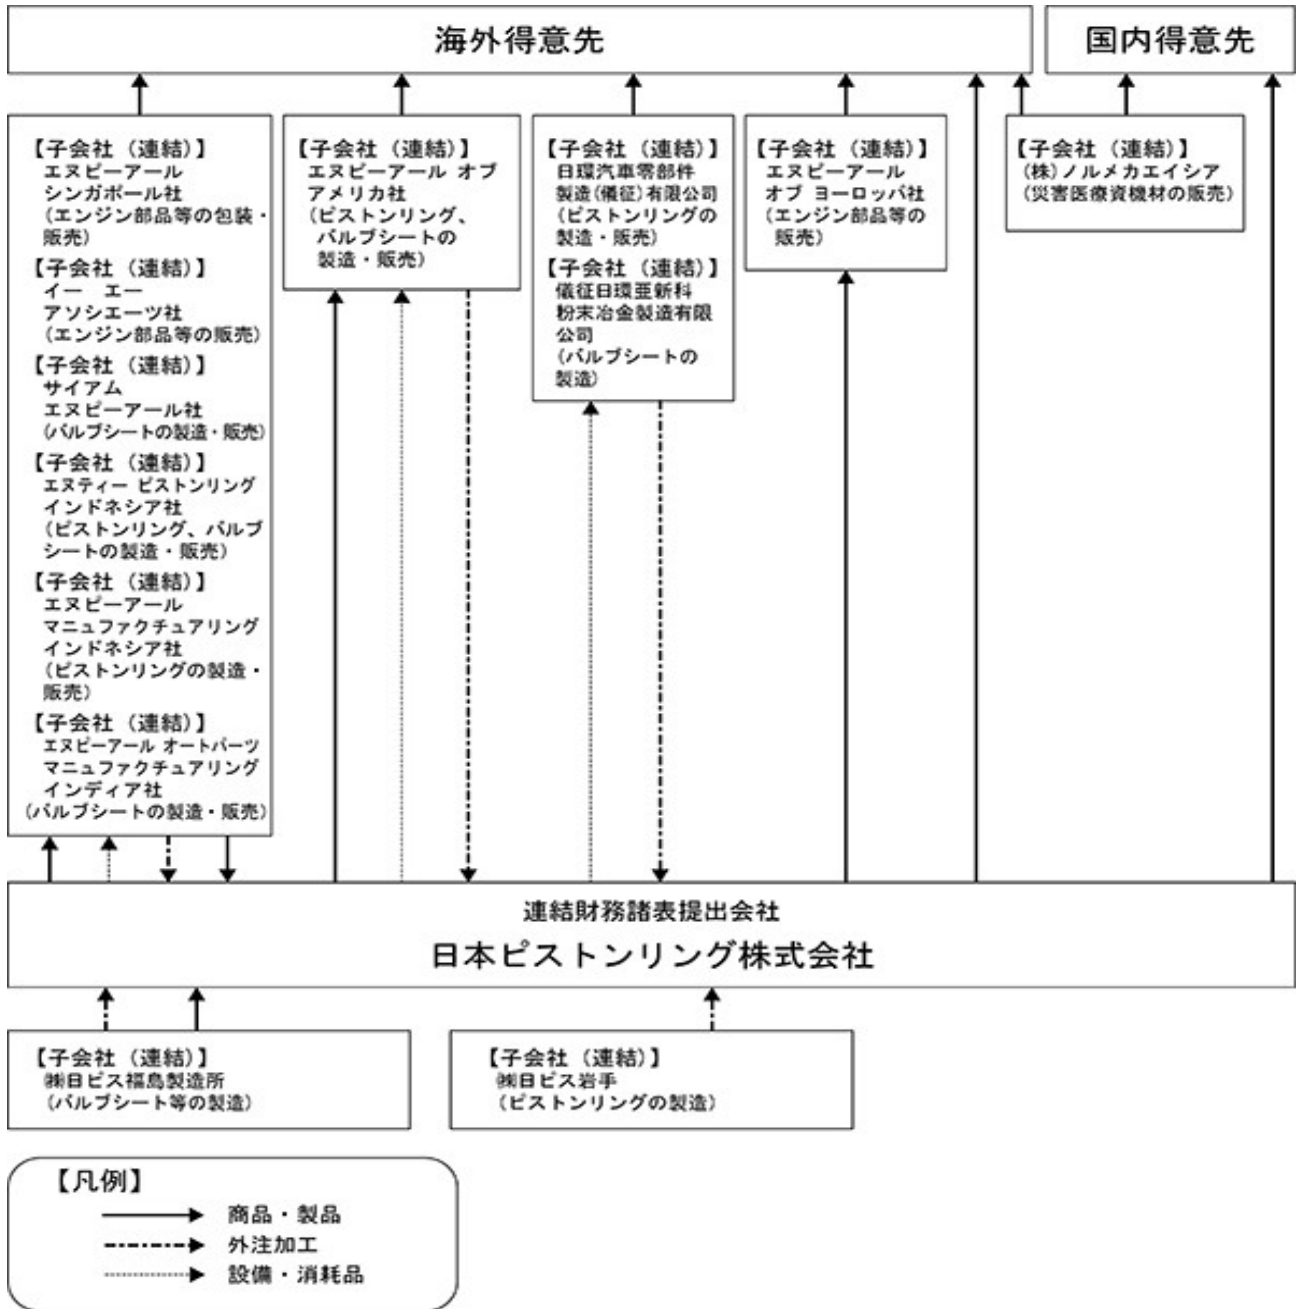 海外得意先
国内得意先
【子会社（連結）】
エヌピーアール
シンガポール社
(エンジン部品等の包装・
販売)
【子会社（連結）】
イー　エー
アソシエーツ社
(エンジン部品等の販売)
【子会社（連結）】
サイアム
エヌピーアール社
(バルブシートの製造・販売)
【子会社（連結）】
エヌティー ピストンリング
インドネシア社
(ピストンリング、バルブ
シートの製造・販売)
【子会社（連結）】
エヌピーアール
マニュファクチュアリング
インドネシア社
(ピストンリングの製造・
販売)
【子会社（連結）】
エヌピーアール オートパーツ
マニュファクチュアリング
インディア社
(バルブシートの製造・販売)
【子会社（連結）】
エヌピーアール オブ
アメリカ社
(ピストンリング、
バルブシートの
製造・販売)
【子会社（連結）】
日環汽車零部件
製造(儀征)有限公司
(ピストンリングの
製造・販売)
【子会社（連結）】
儀征日環亜新科
粉末冶金製造有限
公司
(バルブシートの
製造)
【子会社（連結）】
エヌピーアール
オブ ヨーロッパ社
(エンジン部品等の
販売)
【子会社（連結）】
(株)ノルメカエイシア
(災害医療資機材の販売)
連結財務諸表提出会社
日本ピストンリング株式会社
【子会社（連結）】
㈱日ピス福島製造所
(バルブシート等の製造)
【子会社（連結）】
㈱日ピス岩手
(ピストンリングの製造)
【凡例】
商品・製品
外注加工
設備・消耗品